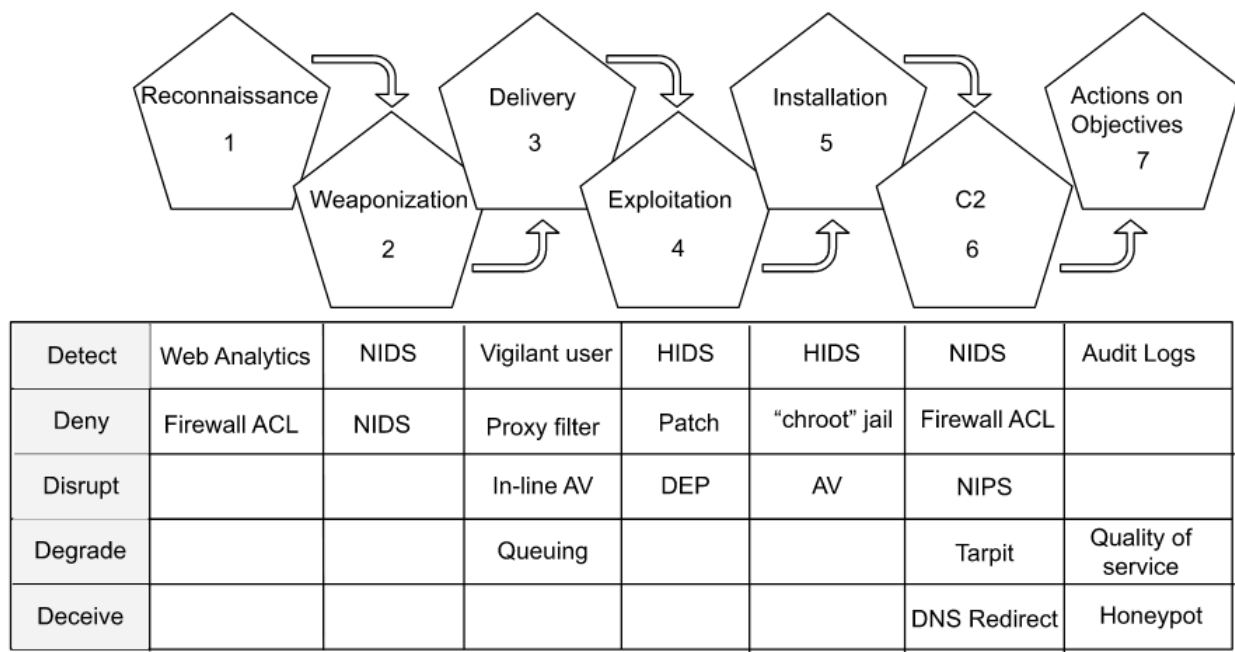 Reconnaissance
1
Weaponization
2
Delivery
3
Exploitation
4
Installation
5
C2
6
Actions on
Objectives
7
Detect Web Analytics NIDS Vigilant user HIDS HIDS NIDS Audit Logs
Deny Firewall ACL NIDS Proxy filter Patch “chroot” jail Firewall ACL
Disrupt In-line AV DEP AV NIPS
Degrade Queuing Tarpit Quality of
service
Deceive DNS Redirect Honeypot